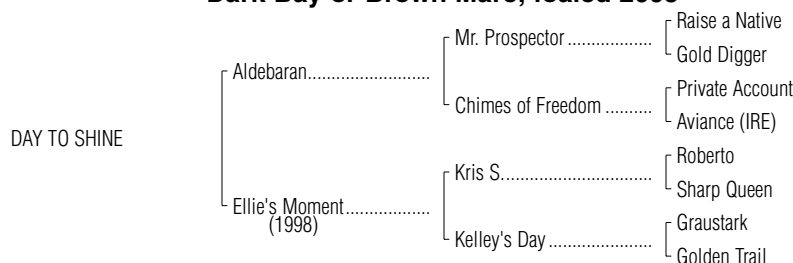 Dark Bay or Brown Mare; foaled
Raise a Native
Mr. Prospector
Gold Digger
Aldebaran
Private Account
Chimes of Freedom
Aviance (IRE)
DAY TO SHINE
Roberto
Kris S.
Sharp Queen
Ellie's Moment
(1998)
Graustark
Kelley's Day
Golden Trail